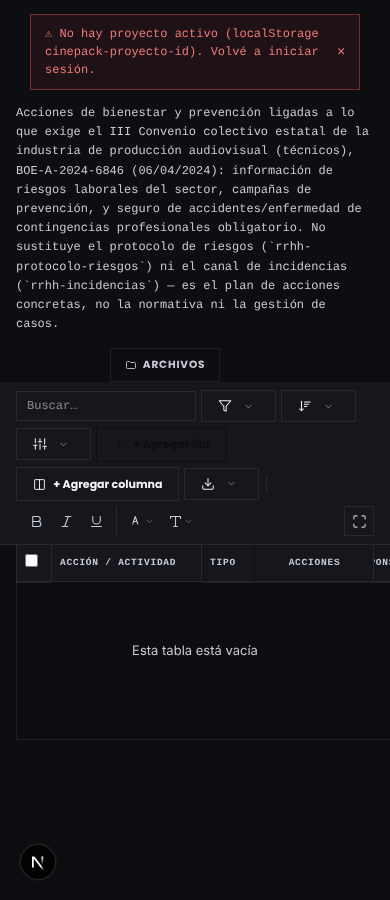 ⚠ No hay proyecto activo (localStorage
cinepack-proyecto-id). Volvé a iniciar
sesión.
×
Acciones de bienestar y prevención ligadas a lo
que exige el III Convenio colectivo estatal de la
industria de producción audiovisual (técnicos),
BOE-A-2024-6846 (06/04/2024): información de
riesgos laborales del sector, campañas de
prevención, y seguro de accidentes/enfermedad de
contingencias profesionales obligatorio. No
sustituye el protocolo de riesgos (`rrhh-
protocolo-riesgos`) ni el canal de incidencias
(`rrhh-incidencias`) — es el plan de acciones
concretas, no la normativa ni la gestión de
casos.
ARCHIVOS
Buscar…
+ Agregar fila
+ Agregar columna
B I U A T
ACCIÓN / ACTIVIDAD TIPO ACCIONES
Esta tabla está vacía
N